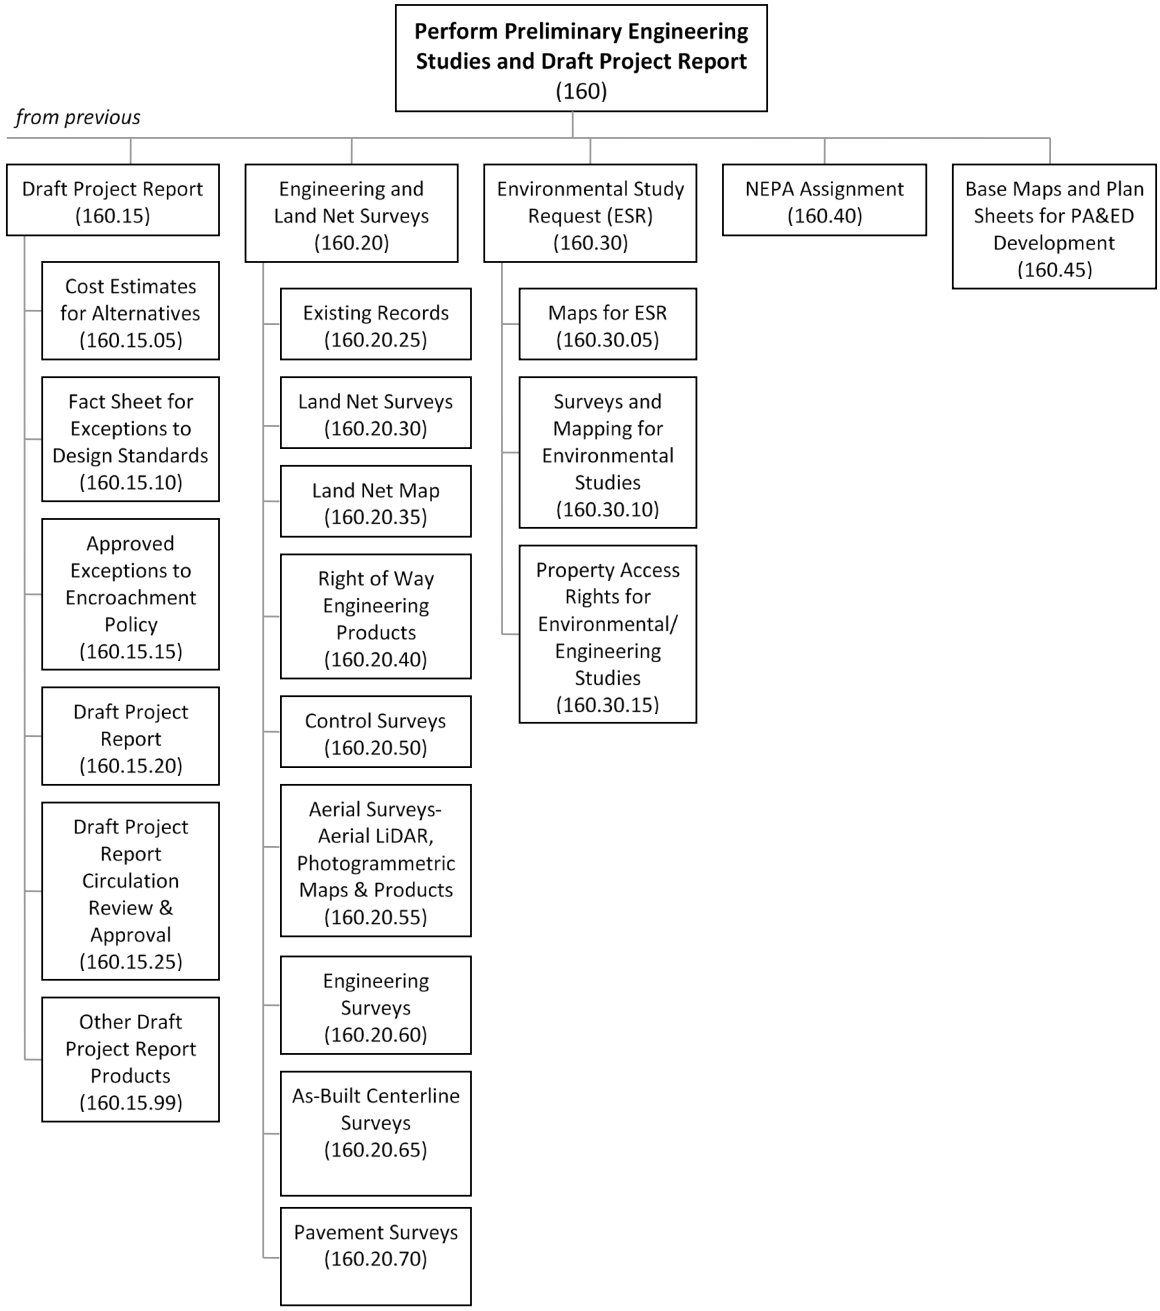 Perform Preliminary Engineering
Studies and Draft Project Report
(160)
from previous
Draft Project Report
(160.15)
Cost Estimates
for Alternatives
(160.15.05)
Fact Sheet for
Exceptions to
Design Standards
(160.15.10)
Approved
Exceptions to
Encroachment
Policy
(160.15.15)
Draft Project
Report
(160.15.20)
Draft Project
Report
Circulation
Review &
Approval
(160.15.25)
Other Draft
Project Report
Products
(160.15.99)
Engineering and
Land Net Surveys
(160.20)
Existing Records
(160.20.25)
Land Net Surveys
(160.20.30)
Land Net Map
(160.20.35)
Right of Way
Engineering
Products
(160.20.40)
Control Surveys
(160.20.50)
Aerial Surveys-
Aerial LiDAR,
Photogrammetric
Maps & Products
(160.20.55)
Engineering
Surveys
(160.20.60)
As-Built Centerline
Surveys
(160.20.65)
Pavement Surveys
(160.20.70)
Environmental Study
Request (ESR)
(160.30)
Maps for ESR
(160.30.05)
Surveys and
Mapping for
Environmental
Studies
(160.30.10)
Property Access
Rights for
Environmental/
Engineering
Studies
(160.30.15)
NEPA Assignment
(160.40)
Base Maps and Plan
Sheets for PA&ED
Development
(160.45)